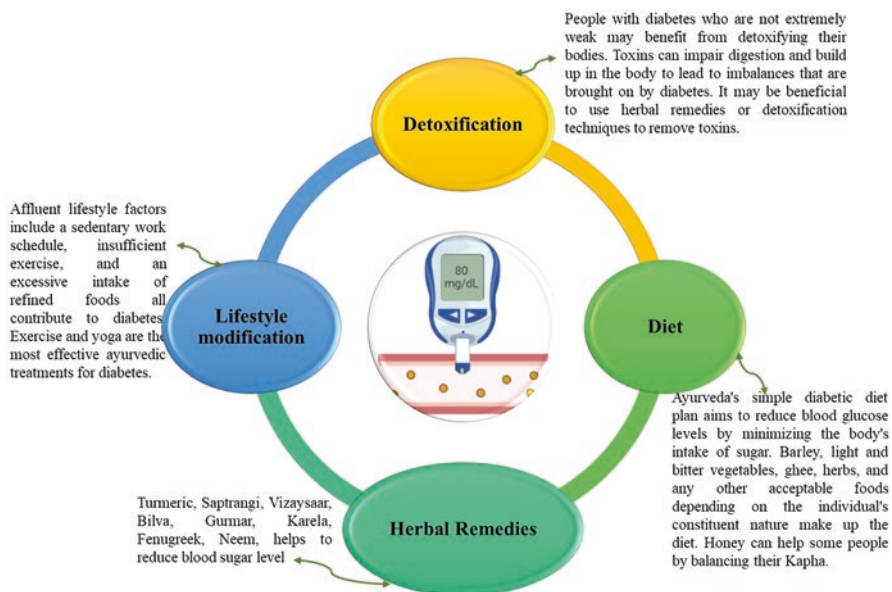 People with diabetes who are not extremely
weak may benefit from detoxifying their
bodies. Toxins can impair digestion and build
up in the body to lead to imbalances that are
brought on by diabetes. It may be beneficial
to use herbal remedies or detoxification
techniques to remove toxins.
Detoxification
Affluent lifestyle factors
include a sedentary work
schedule, insufficient
exercise, and an
excessive intake of
refined foods all
contribute to diabetes
Exercise and yoga are the
most effective ayurvedic
treatments for diabetes.
Lifestyle
modification
80
mg/dL
Diet
Ayurveda's simple diabetic diet
plan aims to reduce blood glucose
levels by minimizing the body's
intake of sugar. Barley, light and
bitter vegetables, ghee, herbs, and
any other acceptable foods
depending on the individual's
constituent nature make up the
diet. Honey can help some people
by balancing their Kapha.
Turmeric, Saptrangi, Vizaysaar,
Bilva, Gurmar, Karela,
Fenugreek, Neem, helps to
reduce blood sugar level
Herbal Remedies